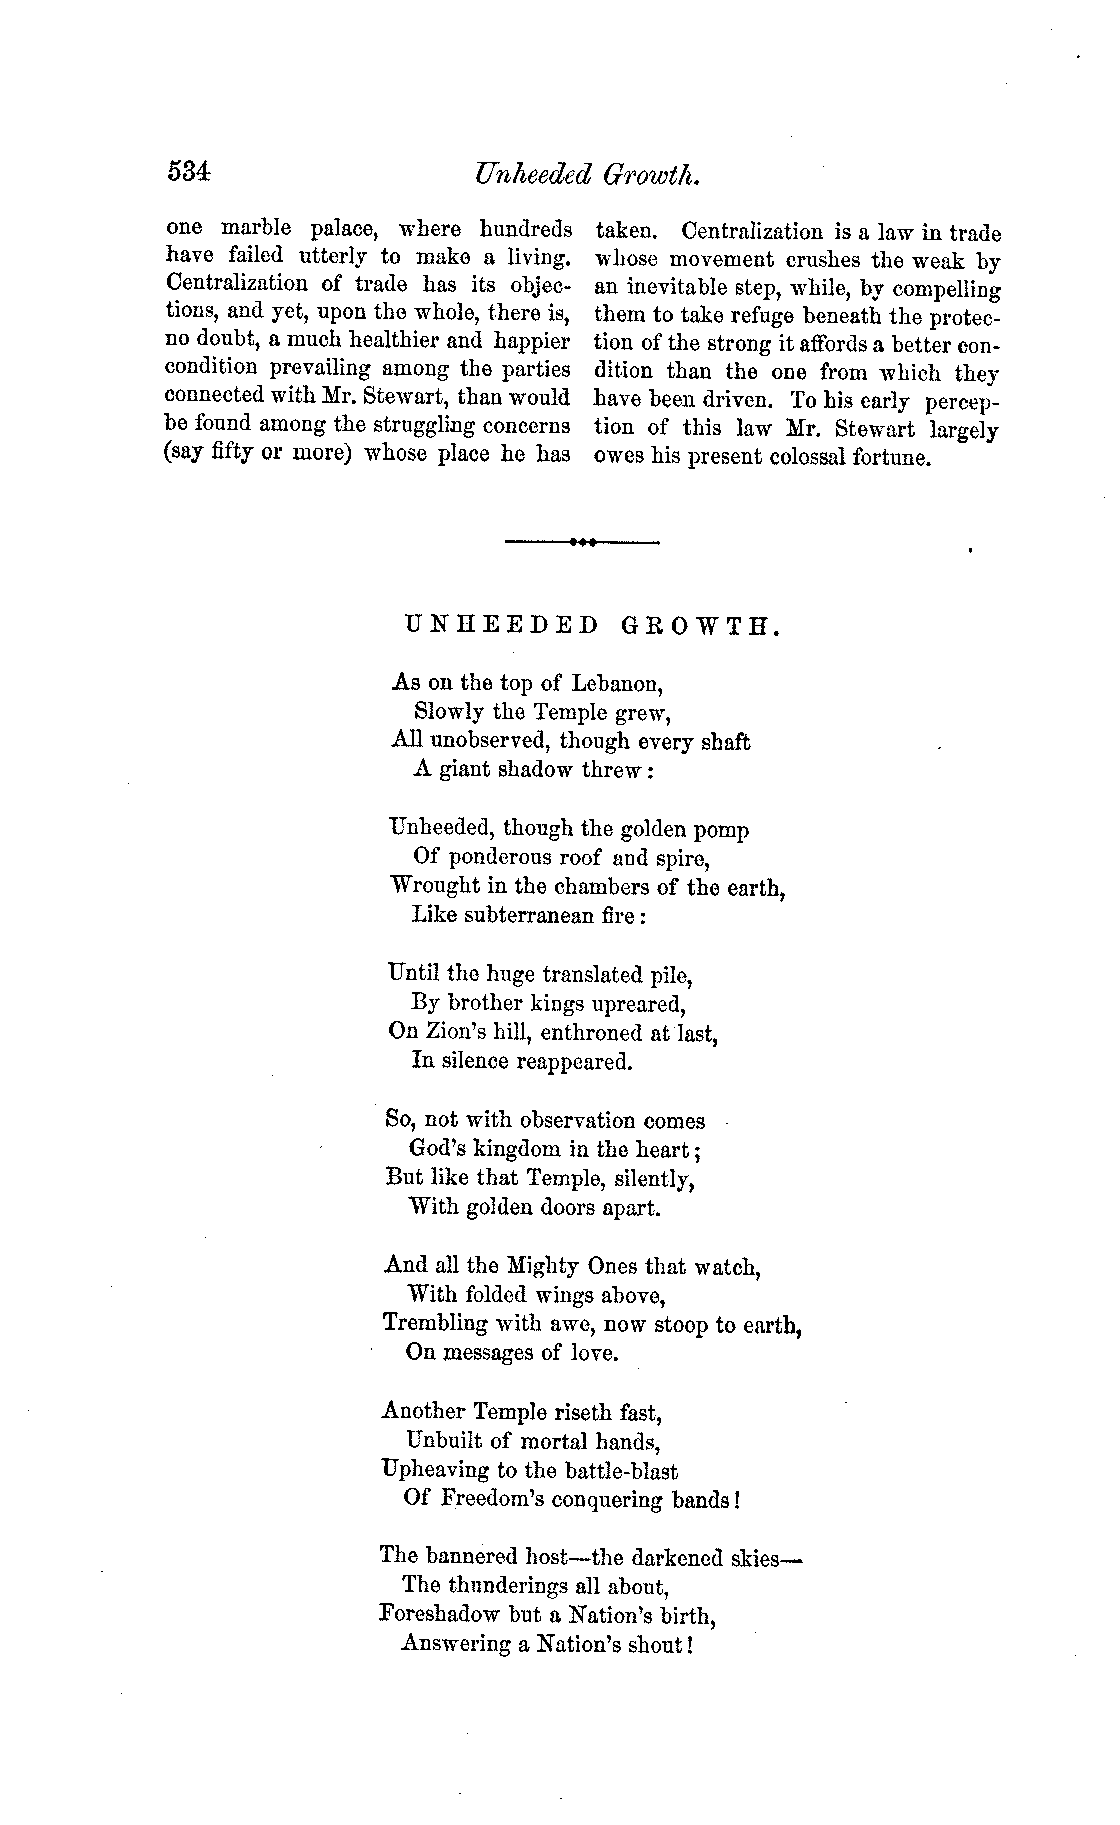 534 Unheeded Growth.
one marble palace, where hundreds
have failed utterly to make a living.
Centralization of trade has its objec-
tions, and yet, upon the whole, there is,
no doubt, a much healthier and happier
condition prevailing among the parties
connected with Mr. Stewart, than would
be found among the struggling concerns
(say fifty or more) whose place he has
taken. Centralization is a law in trade
whose movement crushes the weak by
an inevitable step, while, by compelling
them to take refuge beneath the protec-
tion of the strong it affords a better con-
dition than the one from which they
have been driven. To his early percep-
tion of this law Mr. Stewart largely
owes his present colossal fortune.
UNHEEDED GROWTH.
As on the top of Lebanon,
Slowly the Temple grew,
All unobserved, though every shaft
A giant shadow threw:
Unheeded, though the golden pomp
Of ponderous roof and spire,
Wrought in the chambers of the earth,
Like subterranean fire:
Until the huge translated pile,
By brother kings upreared,
On Zion's hill, enthroned at last,
In silence reappeared.
So, not with observation comes
God's kingdom in the heart;
But like that Temple, silently,
With golden doors apart.
And all the Mighty Ones that watch,
With folded wings above,
Trembling with awe, now stoop to earth,
On messages of love.
Another Temple riseth fast,
Unbuilt of mortal hands,
Upheaving to the battle-blast
Of Freedom's conquering bands!
The bannered host—the darkened skies—
The thunderings all about,
Foreshadow but a Nation's birth,
Answering a Nation's shout!